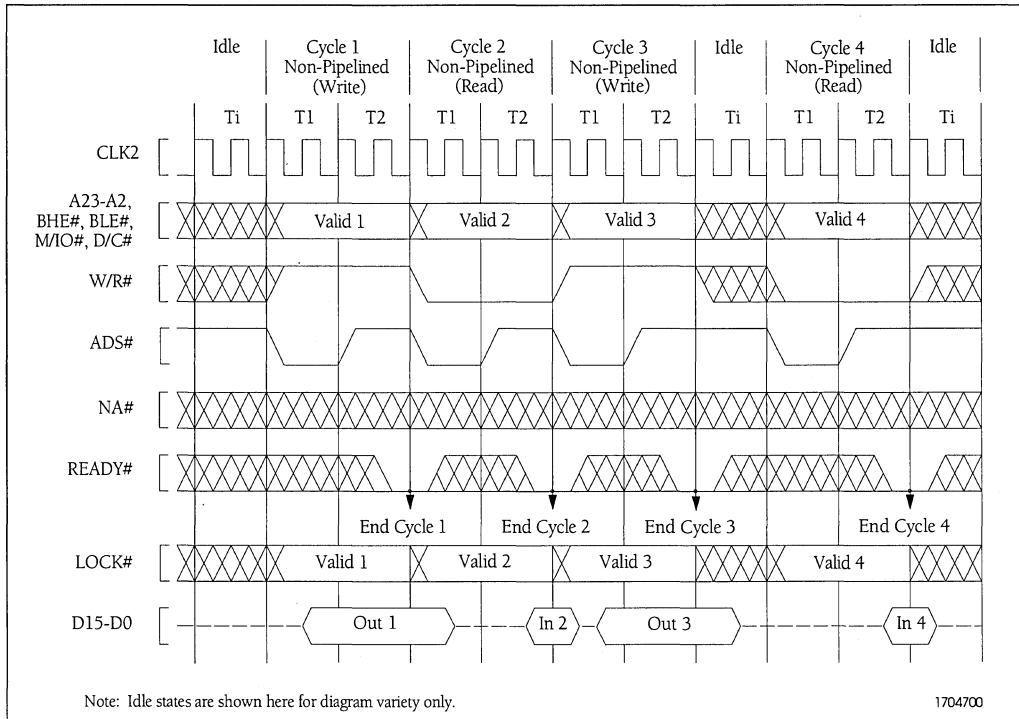 Idle Cycle 1 Cycle 2 Cycle 3 Idle Cycle 4 Idle
Non-Pipelined Non-Pipelined Non-Pipelined Non-Pipelined
(Write) (Read) (Write) (Read)
Ti T1 T2 T1 T2 T1 T2 Ti T1 T2 Ti
CLK2
A23-A2,
BHE#, BLE#,
M/IO#, D/C#
Valid 1 Valid 2 Valid 3 Valid 4
W/R#
ADS#
NA#
READY#
End Cycle 1 End Cycle 2 End Cycle 3 End Cycle 4
LOCK# Valid 1 Valid 2 Valid 3 Valid 4
D15-D0 Out 1 In 2 Out 3 In 4
Note: Idle states are shown here for diagram variety only. 1704700